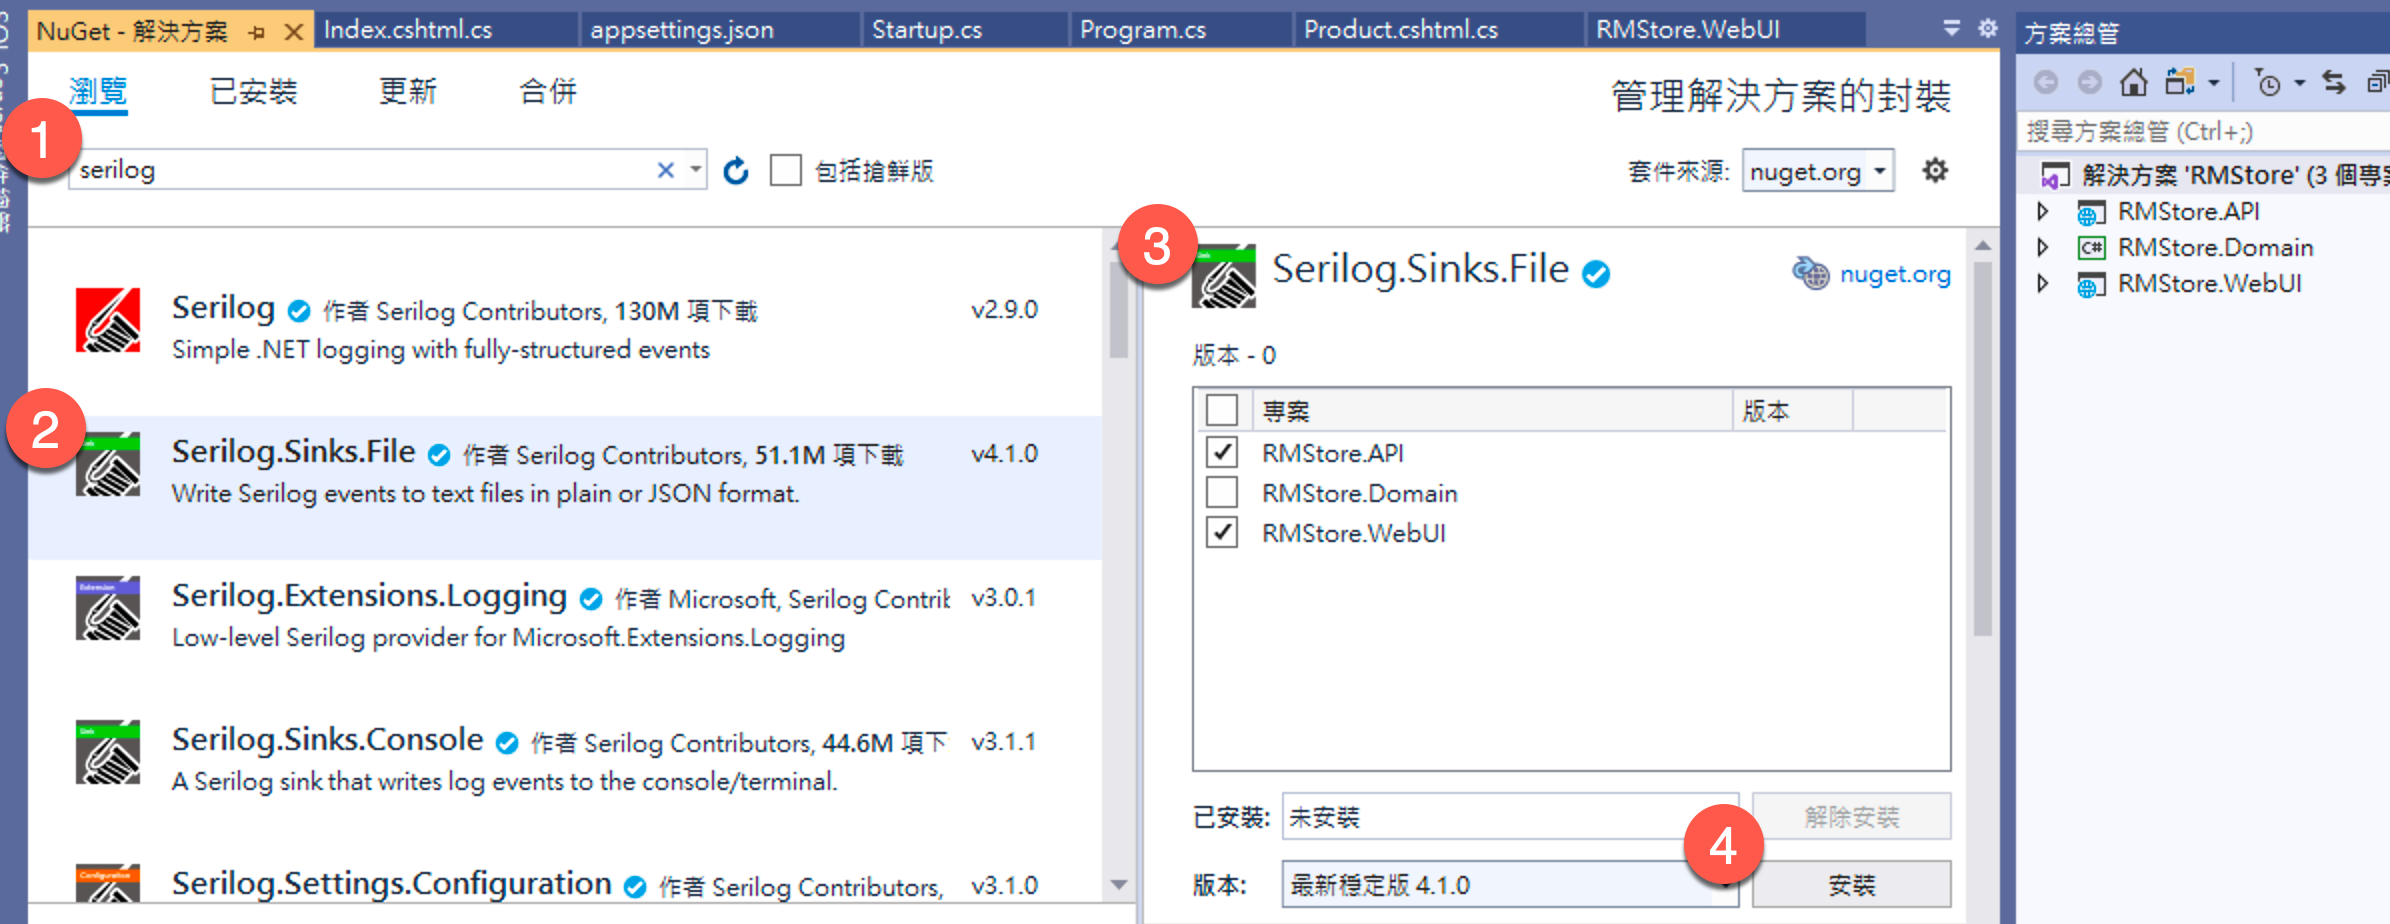 NuGet - 解決方案
Index.cshtml.cs
appsettings.json
Startup.cs
Program.cs
Product.cshtml.cs
RMStore.WebUI
方案總管
瀏覽
已安裝
更新
合併
管理解決方案的封裝
1
serilog
包括搶鮮版
套件來源:
nuget.org
搜尋方案總管 (Ctrl+;)
解決方案 'RMStore' (3 個專案
RMStore.API
RMStore.Domain
RMStore.WebUI
Serilog 作者 Serilog Contributors, 130M 項下載 v2.9.0
Simple .NET logging with fully-structured events
2
Serilog.Sinks.File 作者 Serilog Contributors, 51.1M 項下載 v4.1.0
Write Serilog events to text files in plain or JSON format.
Serilog.Extensions.Logging 作者 Microsoft, Serilog Contrib v3.0.1
Low-level Serilog provider for Microsoft.Extensions.Logging
Serilog.Sinks.Console 作者 Serilog Contributors, 44.6M 項下 v3.1.1
A Serilog sink that writes log events to the console/terminal.
Serilog.Settings.Configuration 作者 Serilog Contributors, v3.1.0
3
Serilog.Sinks.File
nuget.org
版本 - 0
專案
版本
RMStore.API
RMStore.Domain
RMStore.WebUI
已安裝:
未安裝
解除安裝
4
版本:
最新穩定版 4.1.0
安裝